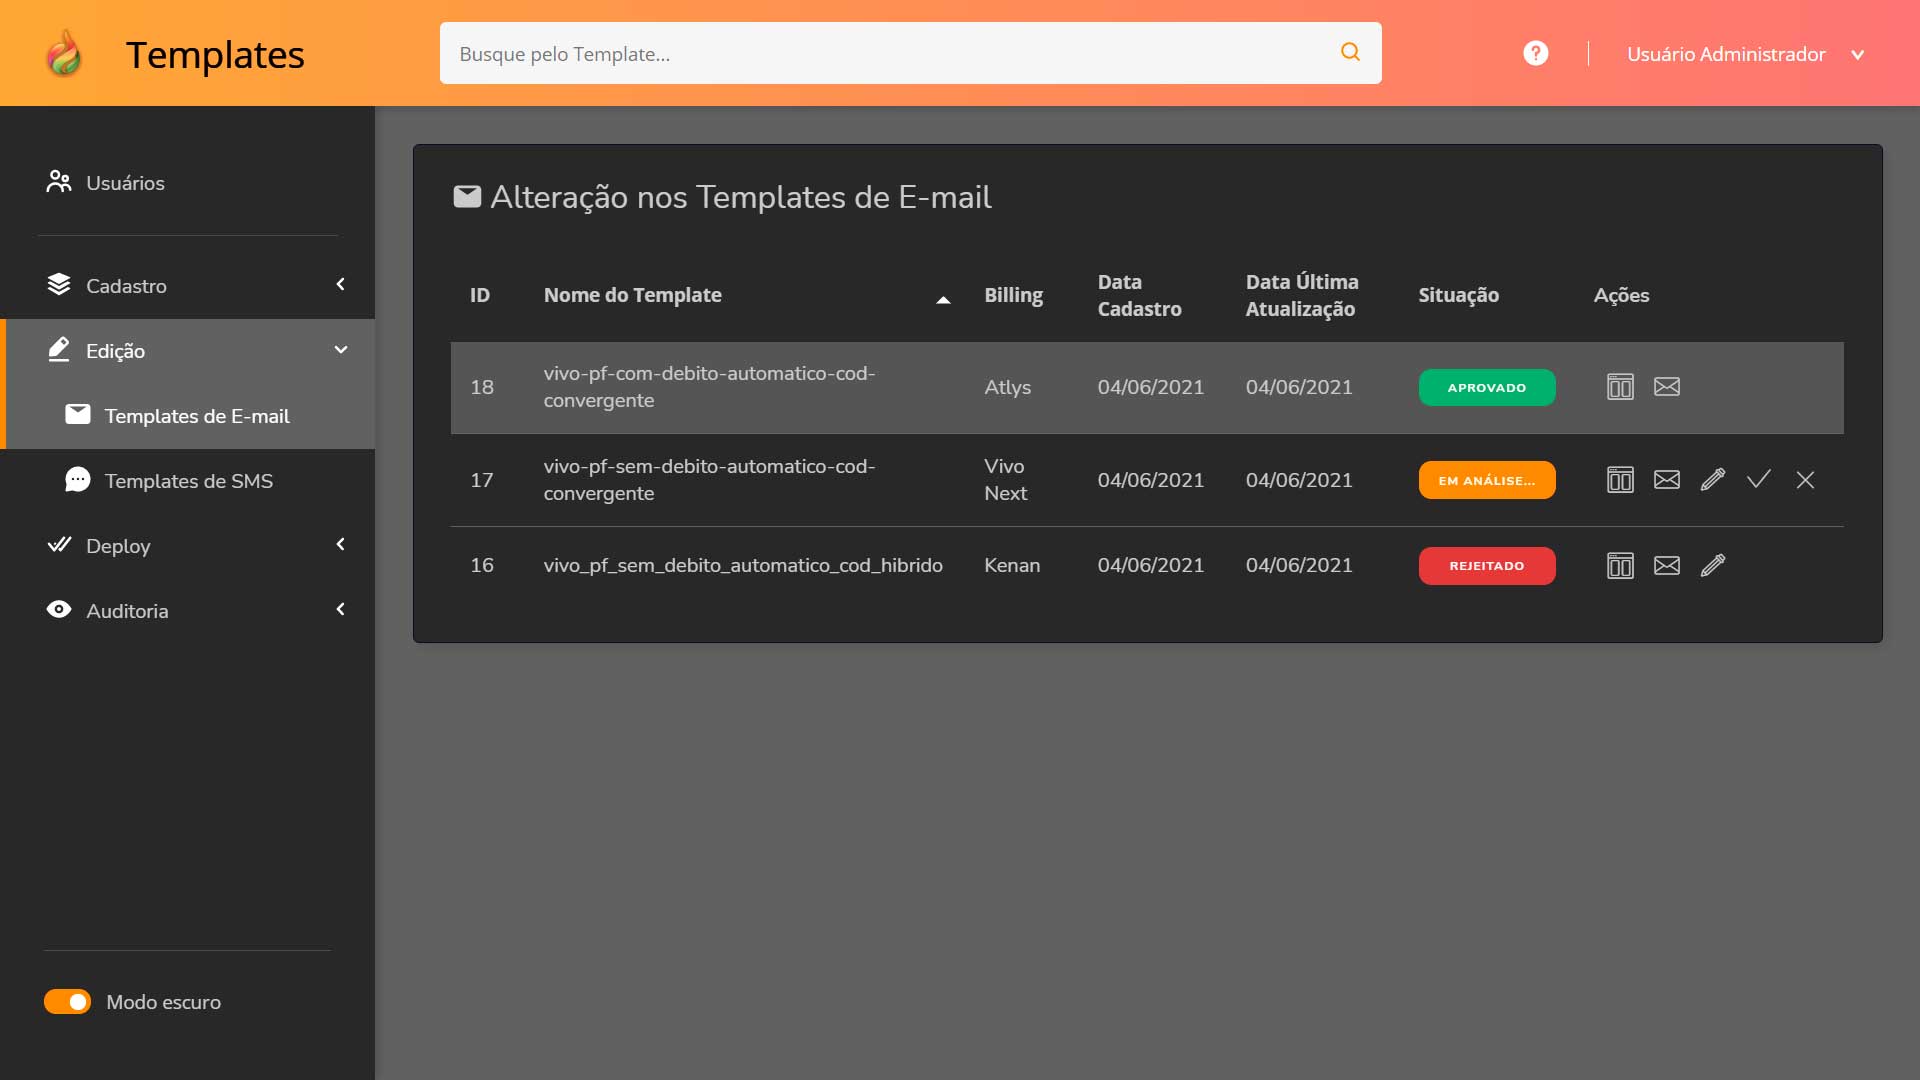 Templates
Busque pelo Template...
?
Usuário Administrador
Usuários
Cadastro
Edição
Templates de E-mail
Templates de SMS
Deploy
Auditoria
Modo escuro
Alteração nos Templates de E-mail
ID
Nome do Template
Billing
Data
Cadastro
Data Última
Atualização
Situação
Ações
18
vivo-pf-com-debito-automatico-cod-
convergente
Atlys
04/06/2021
04/06/2021
APROVADO
17
vivo-pf-sem-debito-automatico-cod-
convergente
Vivo
Next
04/06/2021
04/06/2021
EM ANÁLISE...
16
vivo_pf_sem_debito_automatico_cod_hibrido
Kenan
04/06/2021
04/06/2021
REJEITADO